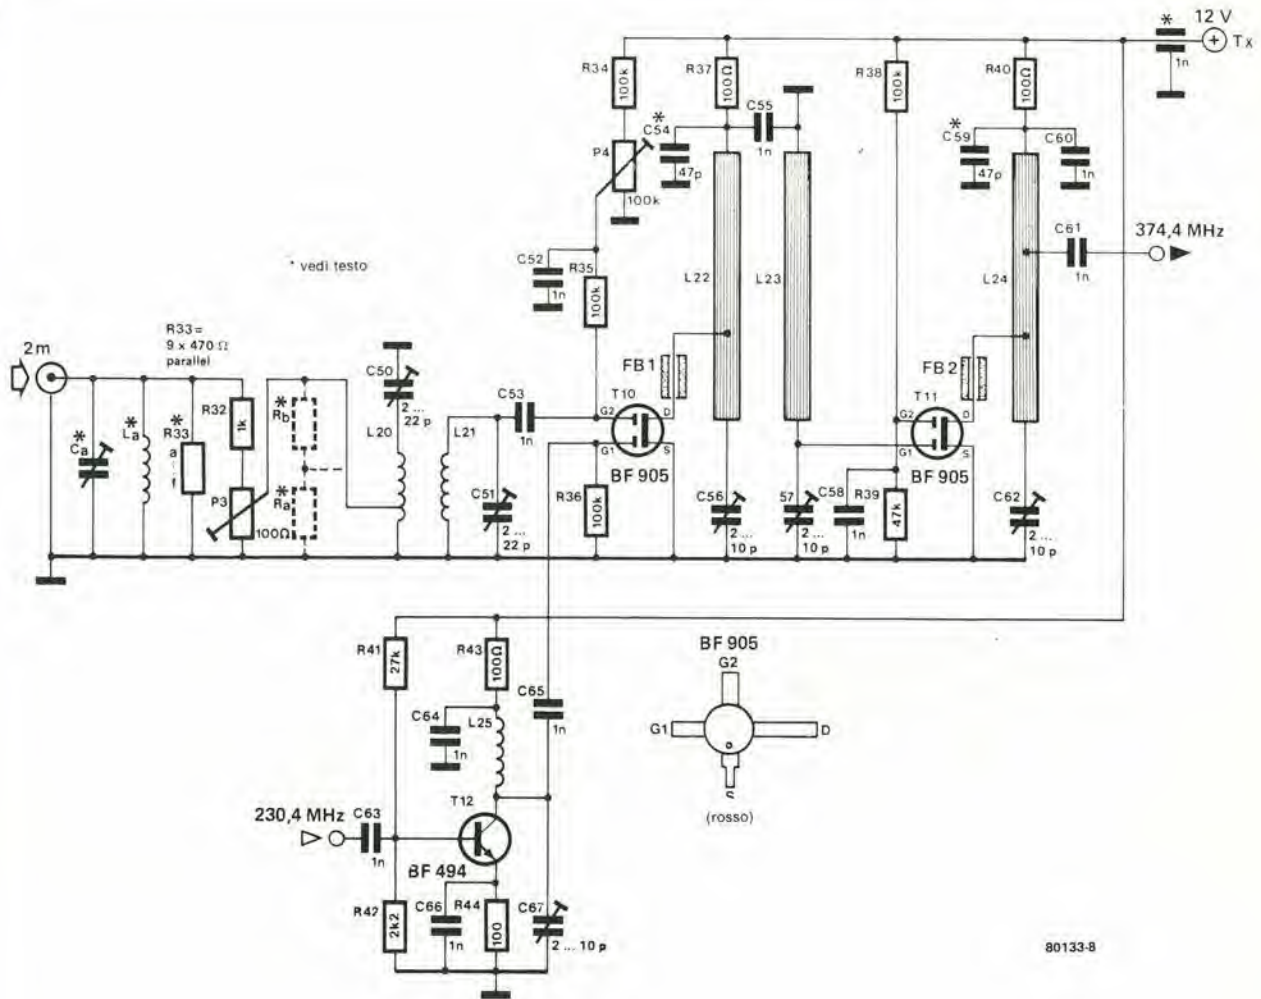 *
12 V
Tx
1n
R34
100k
R37
100Ω
R38
100k
R40
100Ω
P4
100k
*
C54
47p
C55
1n
*
C59
47p
C60
1n
C61
1n
374,4 MHz
* vedi testo
C52
1n
R35
100k
L22
L23
L24
R33 =
9 x 470 Ω
parallel
2m
*
Ca
*
La
*
R33
a
R32
1k
P3
100Ω
*
Rb
*
Ra
C50
2 ...
22 p
L20
L21
C53
1n
C51
2 ...
22 p
FB1
T10
G2
D
G1
S
BF 905
R36
100k
C56
2 ...
10 p
57
2 ...
10 p
FB2
T11
G2
D
G1
S
BF 905
C58
1n
R39
47k
C62
2 ...
10 p
R41
27k
R43
100Ω
C65
1n
C64
1n
L25
T12
230,4 MHz
C63
1n
BF 494
R42
2k2
C66
1n
R44
100
C67
2 ... 10 p
BF 905
G2
G1
D
S
(rosso)
80133-8